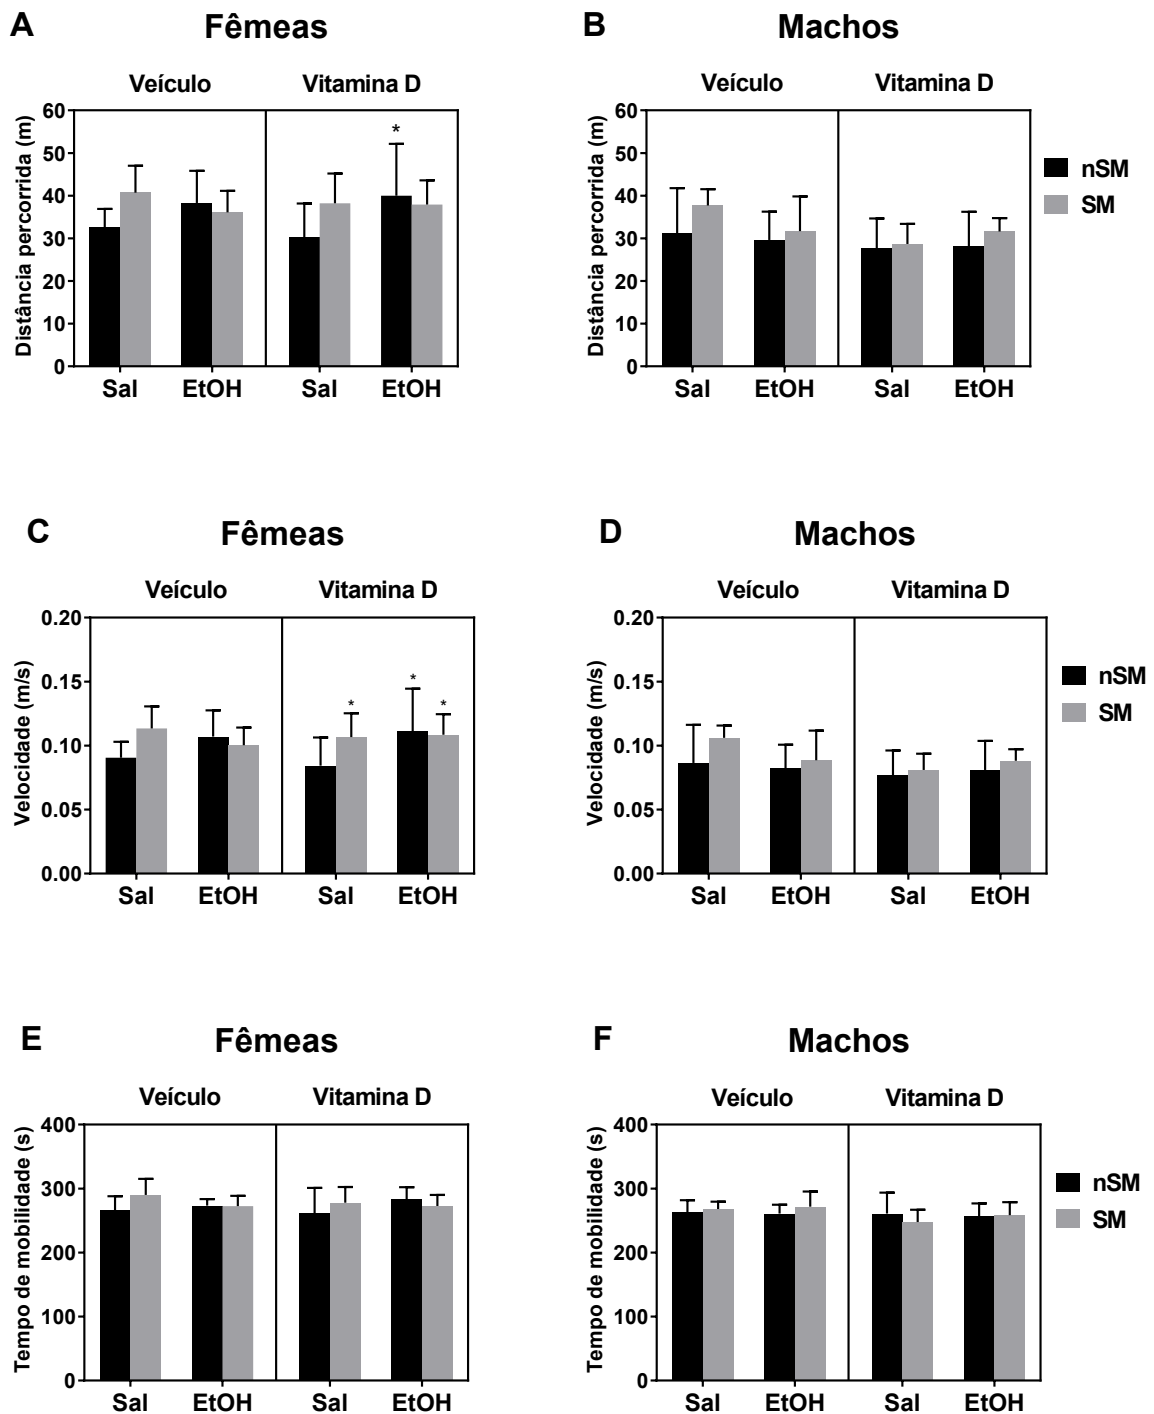 A Fêmeas
Veículo Vitamina D
Distância percorrida (m)
60
50
40
30
20
10
0
*
Sal EtOH Sal EtOH
B Machos
Veículo Vitamina D
Distância percorrida (m)
60
50
40
30
20
10
0
Sal EtOH Sal EtOH
nSM
SM
C Fêmeas
Veículo Vitamina D
Velocidade (m/s)
0.20
0.15
0.10
0.05
0.00
* * *
Sal EtOH Sal EtOH
D Machos
Veículo Vitamina D
Velocidade (m/s)
0.20
0.15
0.10
0.05
0.00
Sal EtOH Sal EtOH
nSM
SM
E Fêmeas
Veículo Vitamina D
Tempo de mobilidade (s)
400
300
200
100
0
Sal EtOH Sal EtOH
F Machos
Veículo Vitamina D
Tempo de mobilidade (s)
400
300
200
100
0
Sal EtOH Sal EtOH
nSM
SM